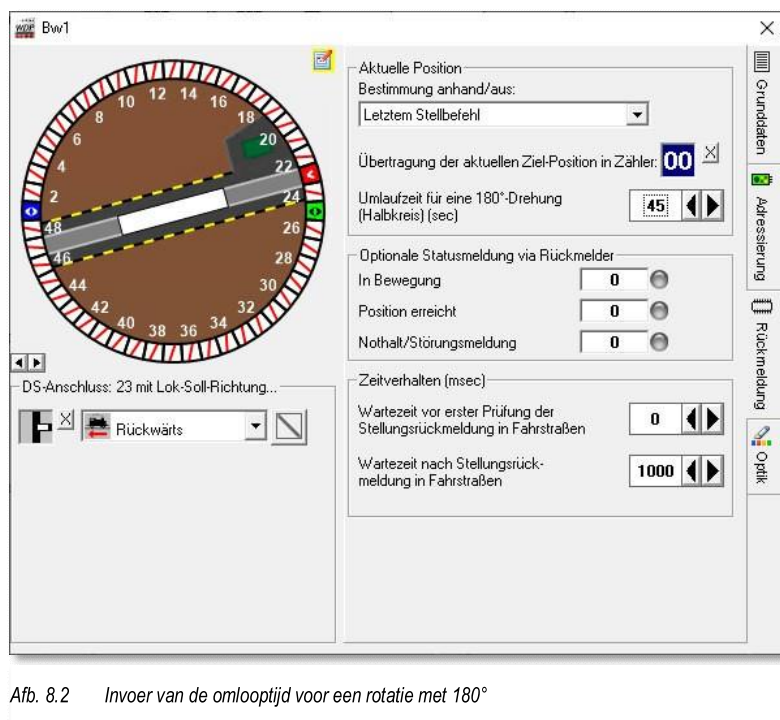 Bw1
2
4
6
8
10
12
14
16
18
20
22
24
26
28
30
32
34
36
38
40
42
44
46
48
DS-Anschluss: 23 mit Lok-Soll-Richtung...
X
Rückwärts
Aktuelle Position
Bestimmung anhand/aus:
Letztem Stellbefehl
Übertragung der aktuellen Ziel-Position in Zähler: 00 X
Umlaufzeit für eine 180°-Drehung
(Halbkreis) (sec)
45
Optionale Statusmeldung via Rückmelder
In Bewegung 0
Position erreicht 0
Nothalt/Störungsmeldung 0
Zeitverhalten (msec)
Wartezeit vor erster Prüfung der
Stellungsrückmeldung in Fahrstraßen
0
Wartezeit nach Stellungsrück-
meldung in Fahrstraßen
1000
Grunddaten
Adressierung
Rückmeldung
Optik
Afb. 8.2 Invoer van de omlooptijd voor een rotatie met 180°